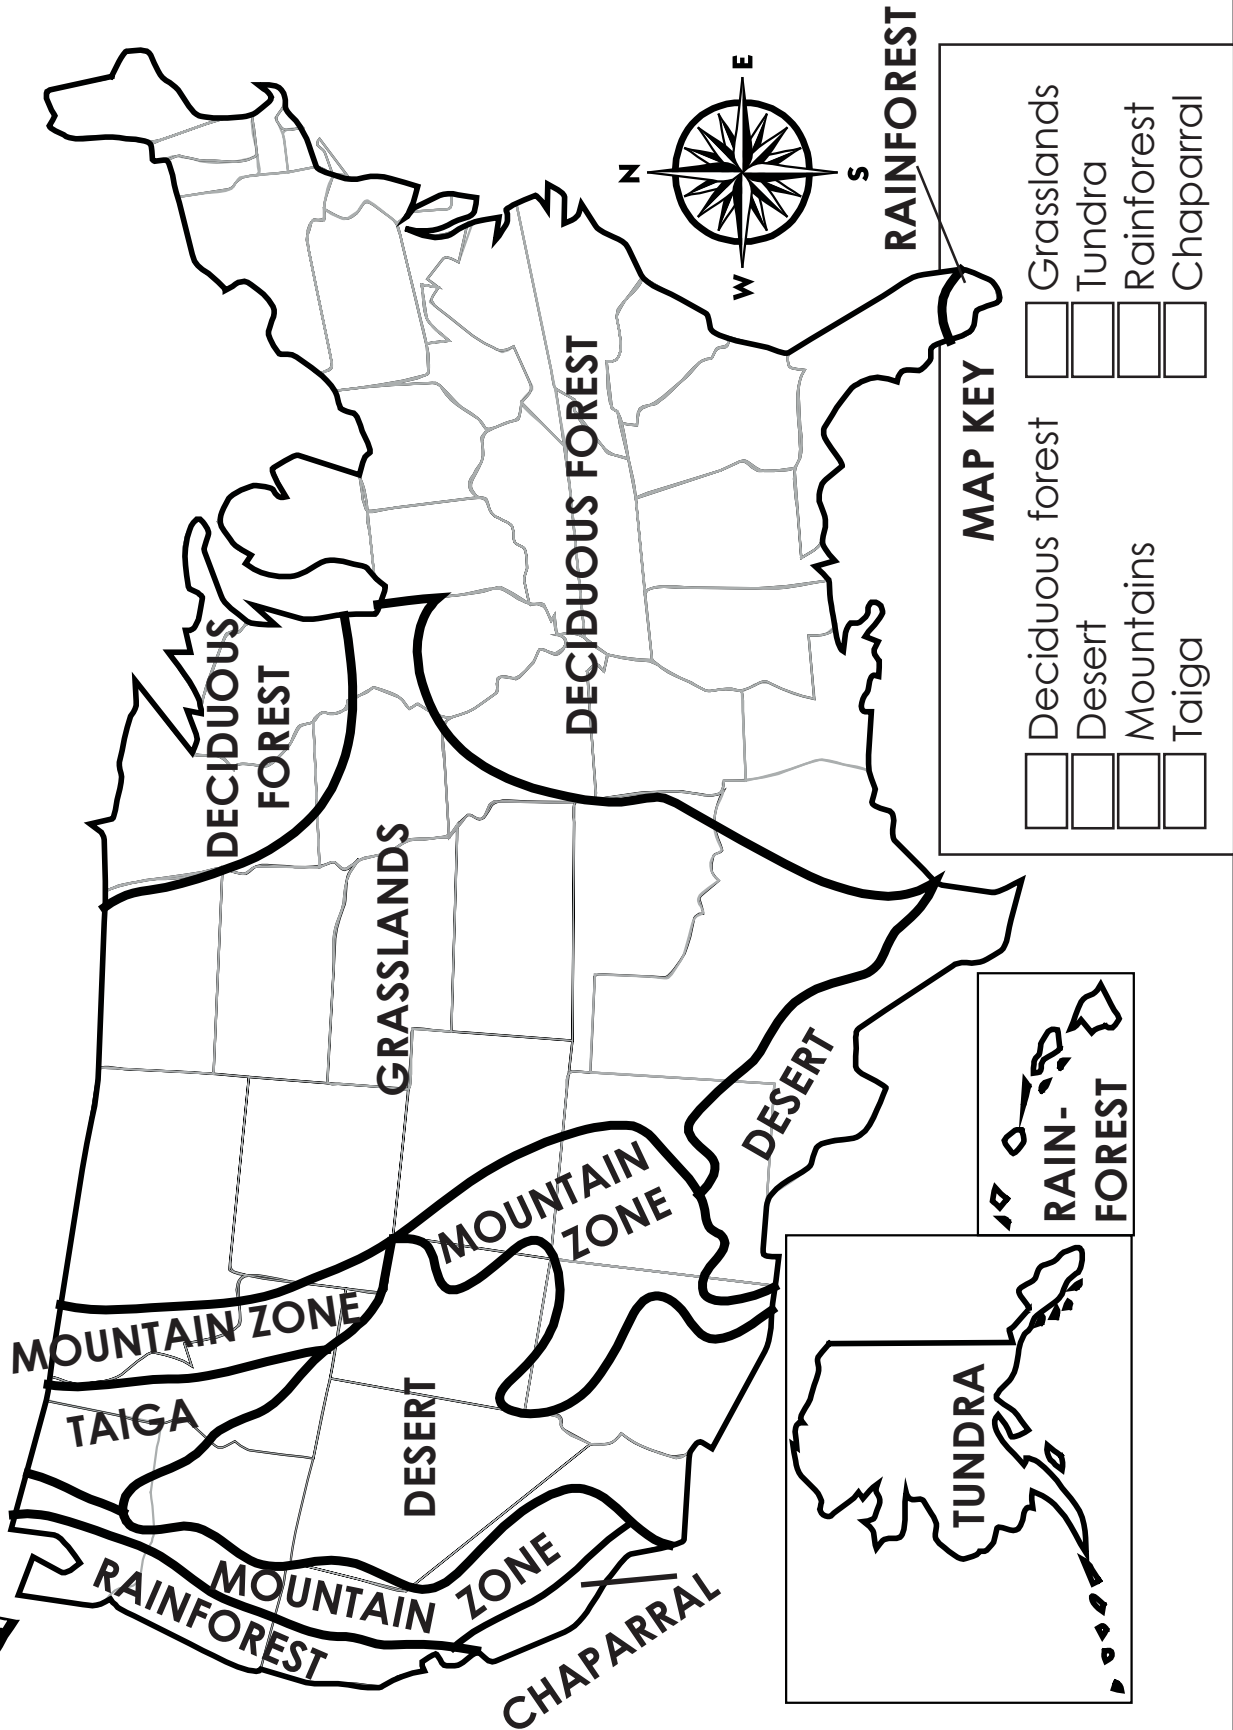 MOUNTAIN ZONE
TAIGA
RAINFOREST
MOUNTAIN
ZONE
CHAPARRAL
DESERT
MOUNTAIN
ZONE
DESERT
GRASSLANDS
DECIDUOUS
FOREST
DECIDUOUS FOREST
N
W
E
S
RAINFOREST
TUNDRA
RAIN-
FOREST
MAP KEY
Deciduous forest
Desert
Mountains
Taiga
Grasslands
Tundra
Rainforest
Chaparral